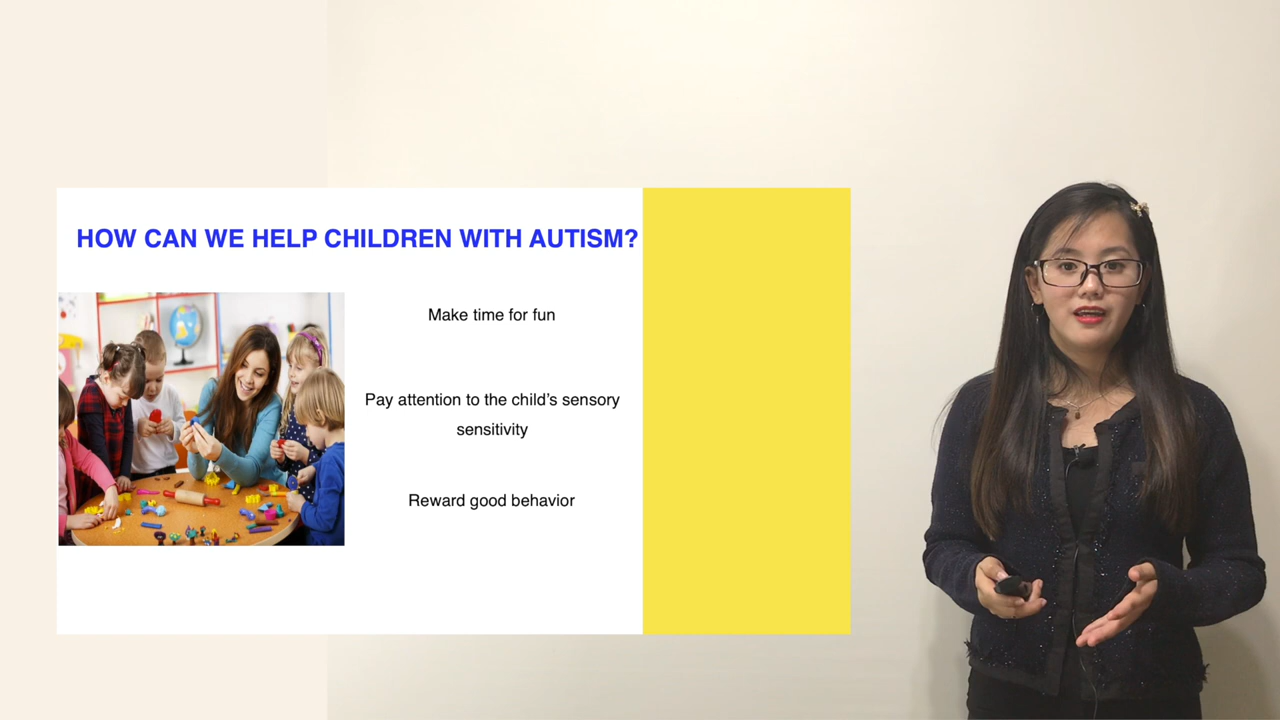 HOW CAN WE HELP CHILDREN WITH AUTISM?
Make time for fun
Pay attention to the child’s sensory
sensitivity
Reward good behavior